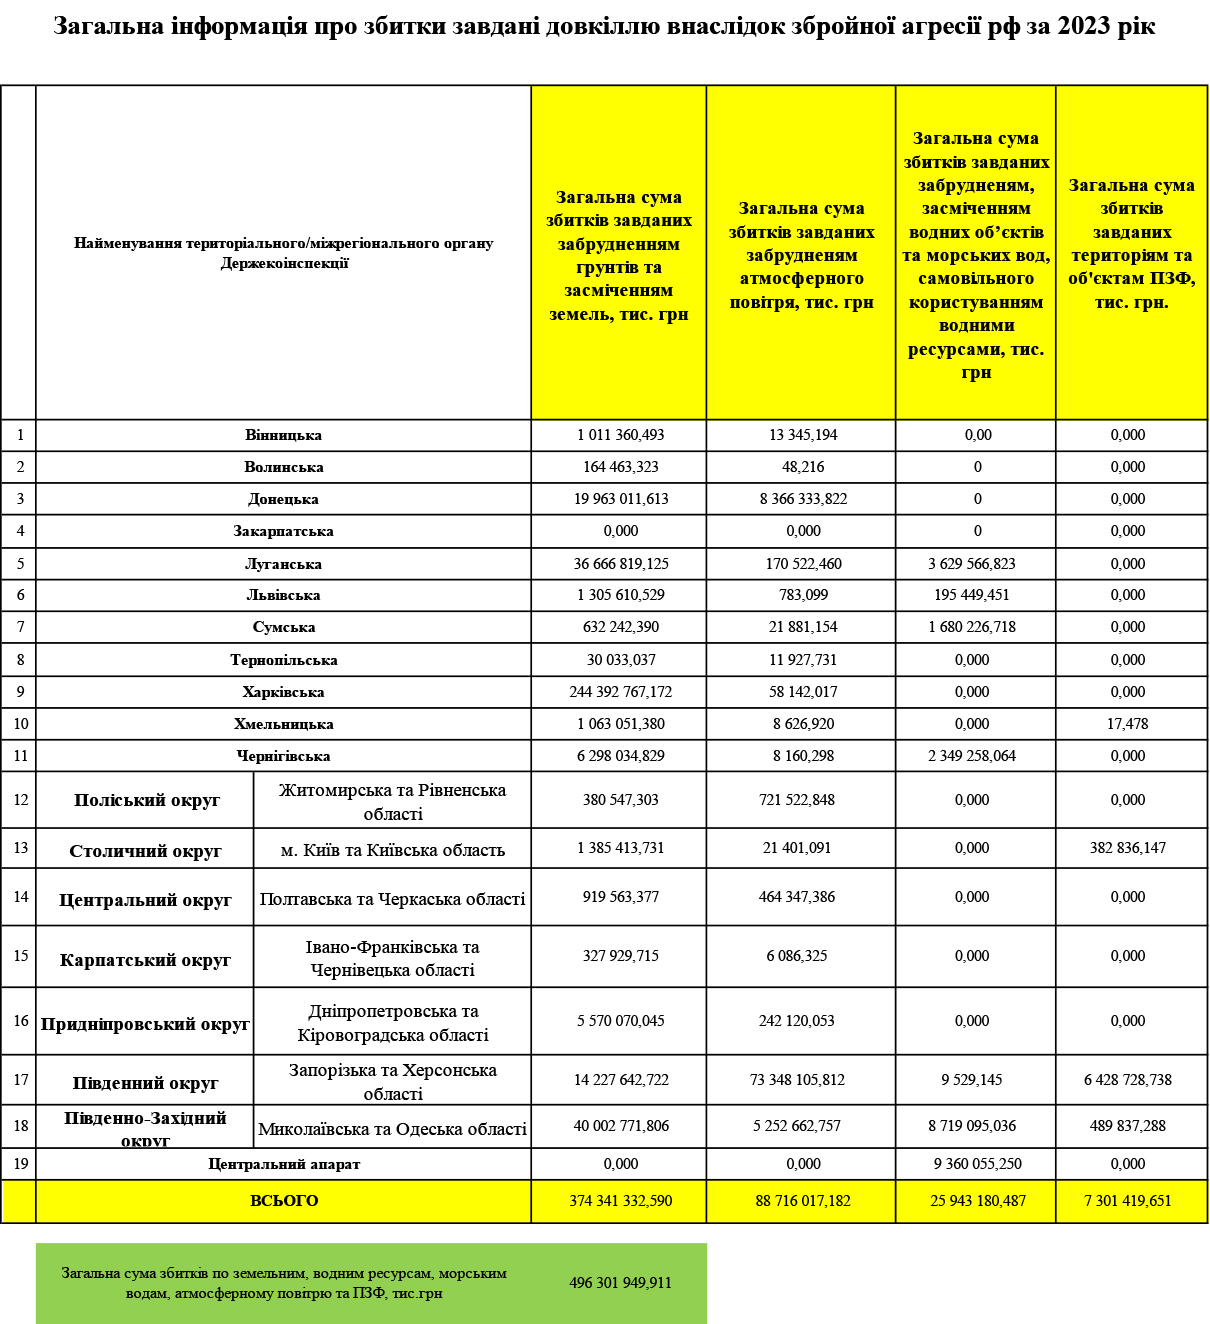 Загальна інформація про збитки завдані довкіллю внаслідок збройної агресії рф за 2023 рік
Найменування територіального/міжрегіонального органу
Держекоінспекції
Загальна сума
збитків завданих
забрудненням
грунтів та
засміченням
земель, тис. грн
Загальна сума
збитків завданих
забрудненям
атмосферного
повітря, тис. грн
Загальна сума
збитків завданих
забрудненям,
засміченням
водних об’єктів
та морських вод,
самовільного
користуванням
водними
ресурсами, тис.
грн
Загальна сума
збитків
завданих
територіям та
об'єктам ПЗФ,
тис. грн.
1 Вінницька 1 011 360,493 13 345,194 0,00 0,000
2 Волинська 164 463,323 48,216 0 0,000
3 Донецька 19 963 011,613 8 366 333,822 0 0,000
4 Закарпатська 0,000 0,000 0 0,000
5 Луганська 36 666 819,125 170 522,460 3 629 566,823 0,000
6 Львівська 1 305 610,529 783,099 195 449,451 0,000
7 Сумська 632 242,390 21 881,154 1 680 226,718 0,000
8 Тернопільська 30 033,037 11 927,731 0,000 0,000
9 Харківська 244 392 767,172 58 142,017 0,000 0,000
10 Хмельницька 1 063 051,380 8 626,920 0,000 17,478
11 Чернігівська 6 298 034,829 8 160,298 2 349 258,064 0,000
12 Поліський округ Житомирська та Рівненська
області 380 547,303 721 522,848 0,000 0,000
13 Столичний округ м. Київ та Київська область 1 385 413,731 21 401,091 0,000 382 836,147
14 Центральний округ Полтавська та Черкаська області 919 563,377 464 347,386 0,000 0,000
15 Карпатський округ Івано-Франківська та
Чернівецька області 327 929,715 6 086,325 0,000 0,000
16 Придніпровський округ Дніпропетровська та
Кіровоградська області 5 570 070,045 242 120,053 0,000 0,000
17 Південний округ Запорізька та Херсонська
області 14 227 642,722 73 348 105,812 9 529,145 6 428 728,738
18 Південно-Західний
округ Миколаївська та Одеська області 40 002 771,806 5 252 662,757 8 719 095,036 489 837,288
19 Центральний апарат 0,000 0,000 9 360 055,250 0,000
ВСЬОГО 374 341 332,590 88 716 017,182 25 943 180,487 7 301 419,651
Загальна сума збитків по земельним, водним ресурсам, морським
водам, атмосферному повітрю та ПЗФ, тис.грн 496 301 949,911